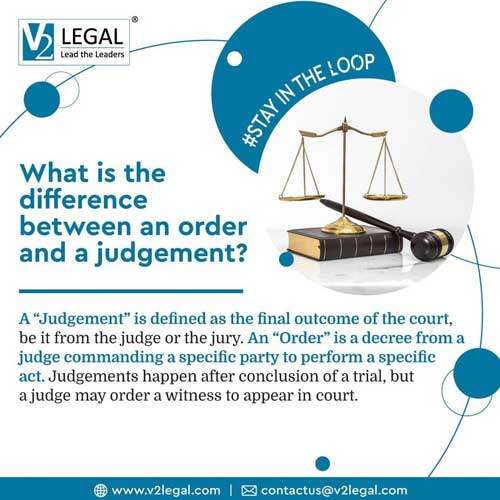 V2 LEGAL ®
Lead the Leaders
#STAY IN THE LOOP
What is the
difference
between an order
and a judgement?
A “Judgement” is defined as the final outcome of the court,
be it from the judge or the jury. An “Order” is a decree from a
judge commanding a specific party to perform a specific
act. Judgements happen after conclusion of a trial, but
a judge may order a witness to appear in court.
www.v2legal.com | contactus@v2legal.com